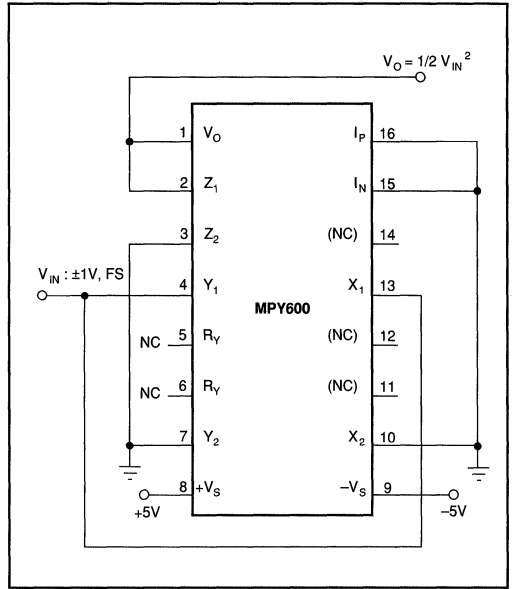 V_O = 1/2 V_IN²
1 V_O I_P 16
2 Z_1 I_N 15
3 Z_2 (NC) 14
V_IN : ±1V, FS
4 Y_1 X_1 13
MPY600
NC 5 R_Y (NC) 12
NC 6 R_Y (NC) 11
7 Y_2 X_2 10
8 +V_S −V_S 9
+5V −5V